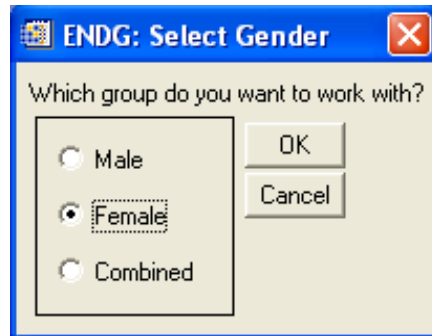 ENDG: Select Gender
Which group do you want to work with?
Male
Female
Combined
OK
Cancel